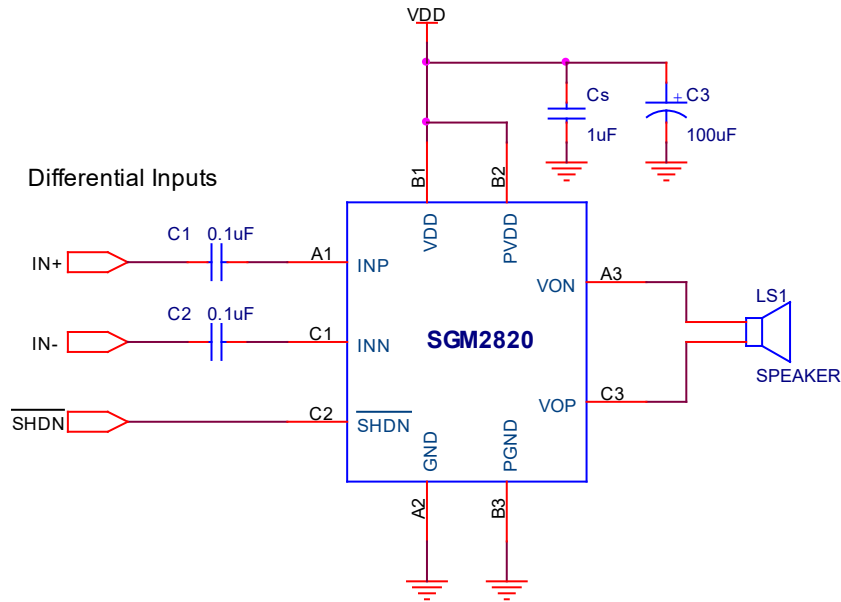 VDD
Cs
1uF
+ C3
100uF
Differential Inputs
B1
B2
VDD
PVDD
C1 0.1uF
IN+
A1
INP
A3
VON
C2 0.1uF
IN-
C1
INN
SGM2820
LS1
SPEAKER
SHDN
C2
SHDN
C3
VOP
GND
PGND
A2
B3